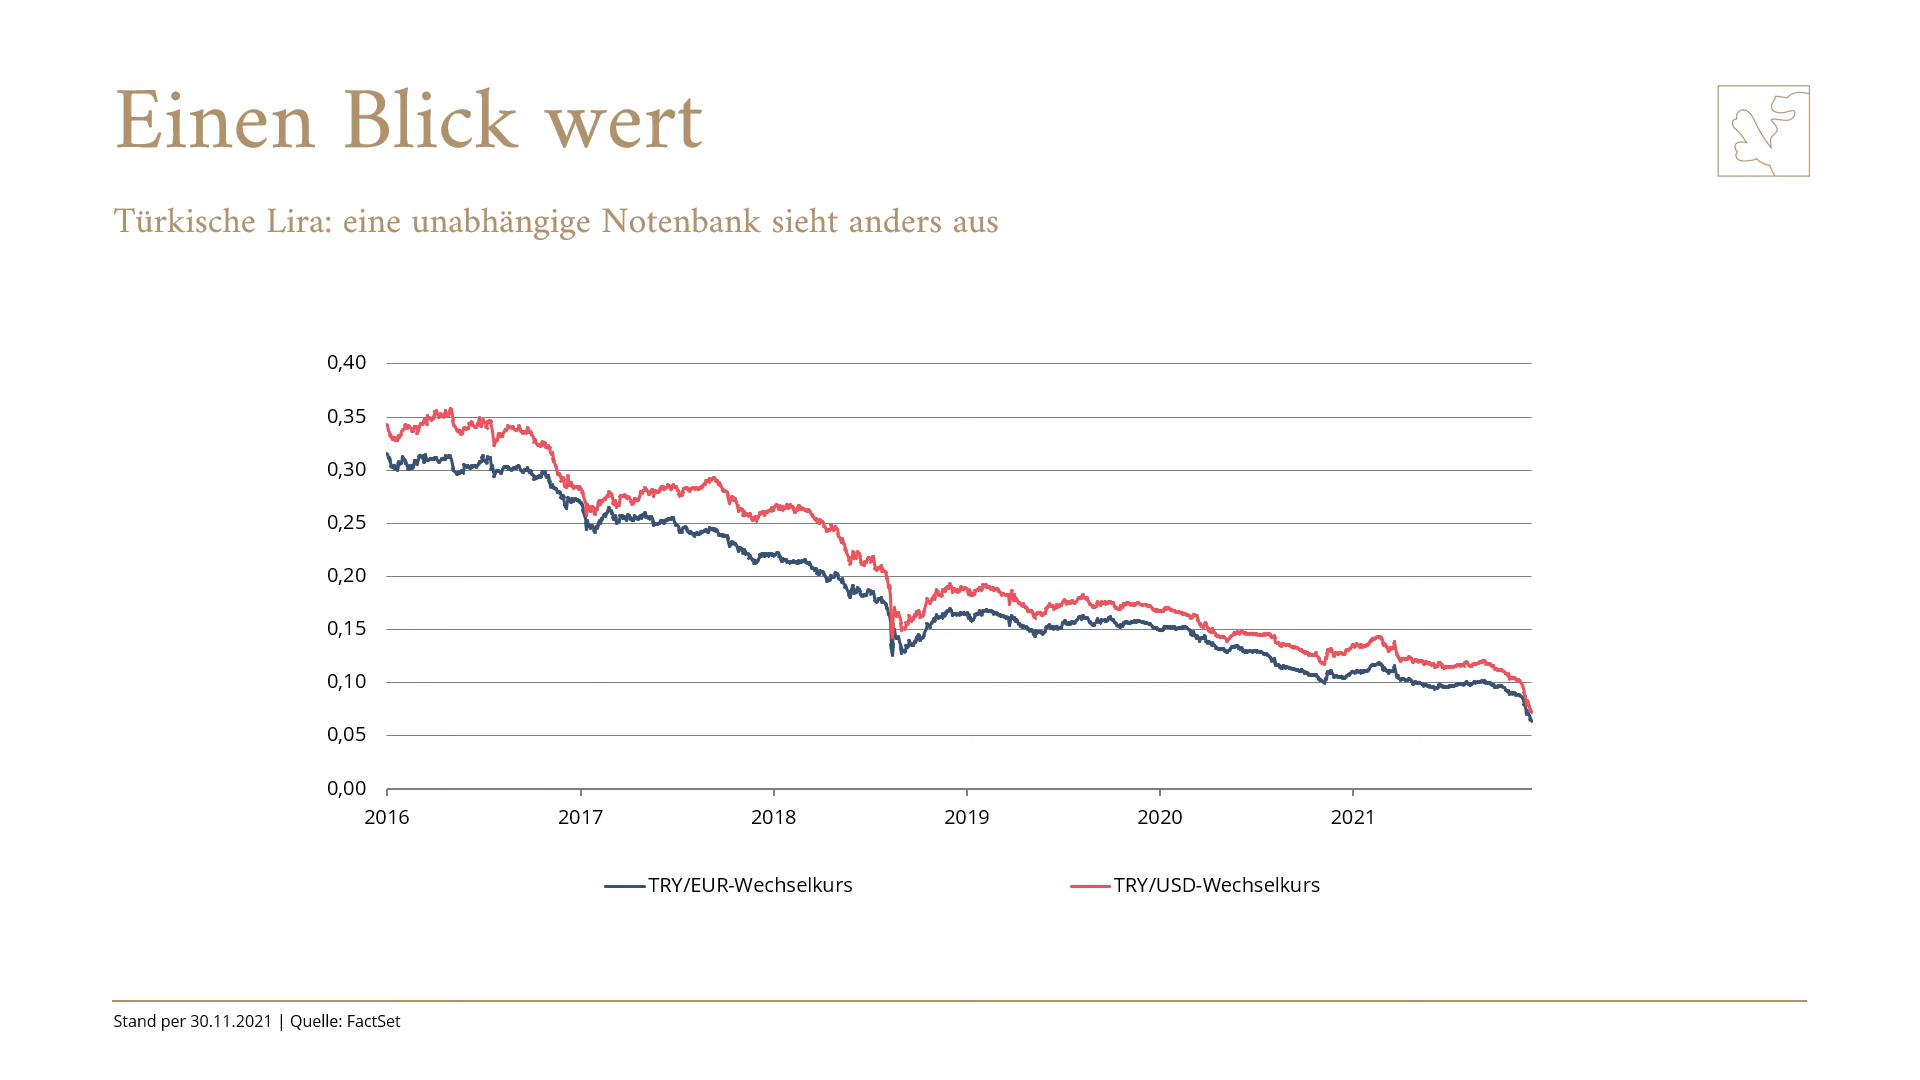 Einen Blick wert
Türkische Lira: eine unabhängige Notenbank sieht anders aus
0,40
0,35
0,30
0,25
0,20
0,15
0,10
0,05
0,00
2016 2017 2018 2019 2020 2021
TRY/EUR-Wechselkurs TRY/USD-Wechselkurs
Stand per 30.11.2021 | Quelle: FactSet